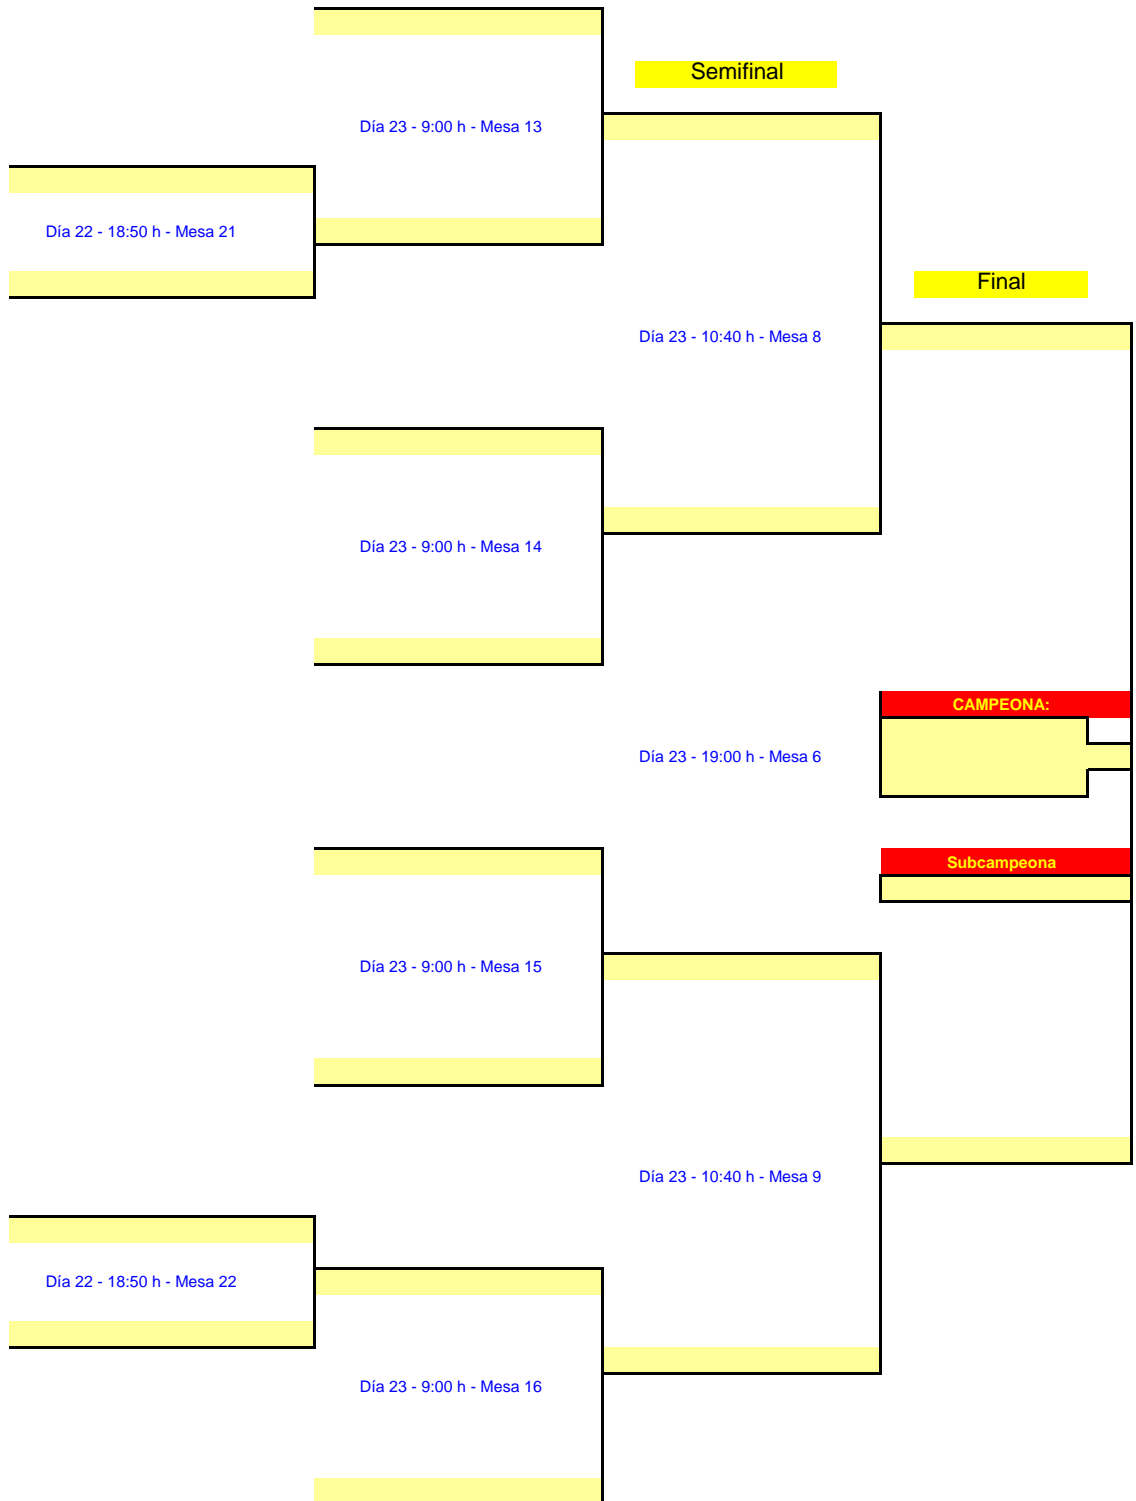 Semifinal
Día 23 - 9:00 h - Mesa 13
Día 22 - 18:50 h - Mesa 21
Final
Día 23 - 10:40 h - Mesa 8
Día 23 - 9:00 h - Mesa 14
CAMPEONA:
Día 23 - 19:00 h - Mesa 6
Subcampeona
Día 23 - 9:00 h - Mesa 15
Día 23 - 10:40 h - Mesa 9
Día 22 - 18:50 h - Mesa 22
Día 23 - 9:00 h - Mesa 16